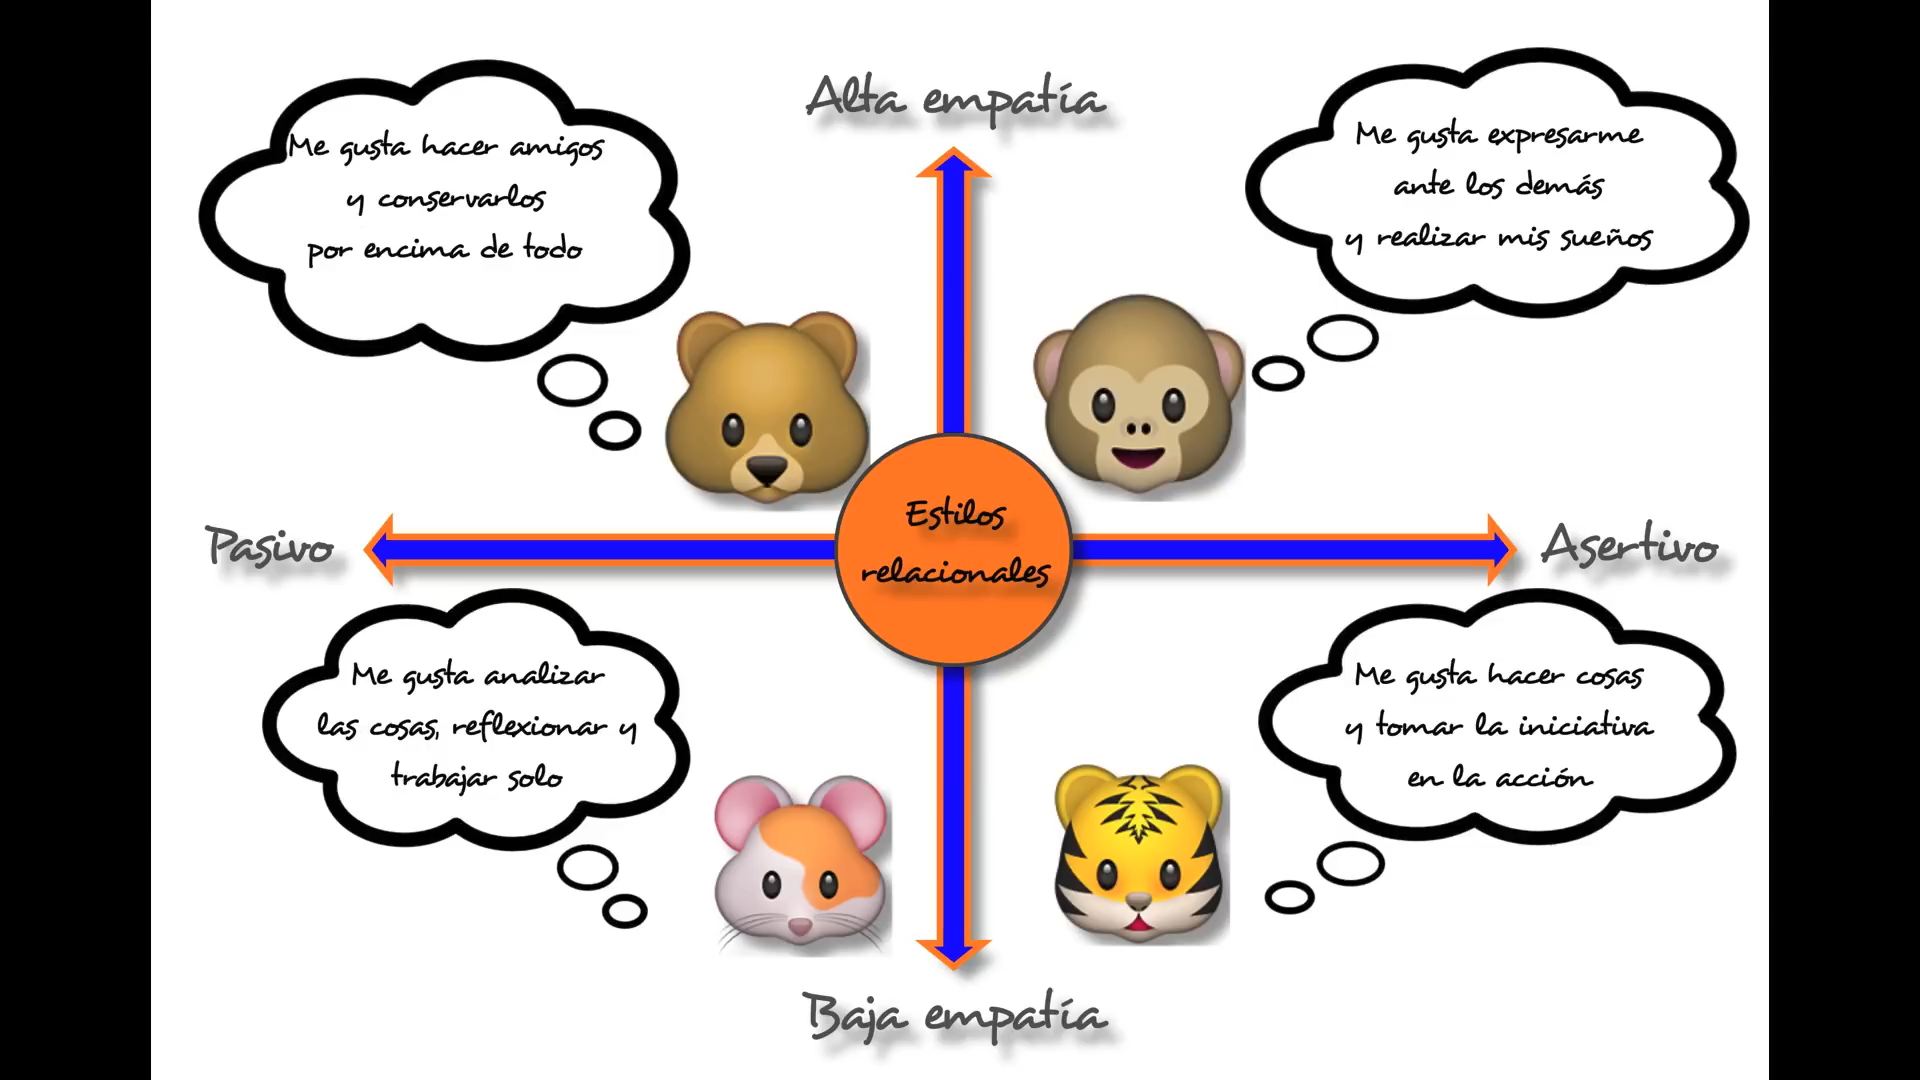 Alta empatía
Me gusta hacer amigos
y conservarlos
por encima de todo
Me gusta expresarme
ante los demás
y realizar mis sueños
Pasivo
Estilos
relacionales
Asertivo
Me gusta analizar
las cosas, reflexionar y
trabajar solo
Me gusta hacer cosas
y tomar la iniciativa
en la acción
Baja empatía